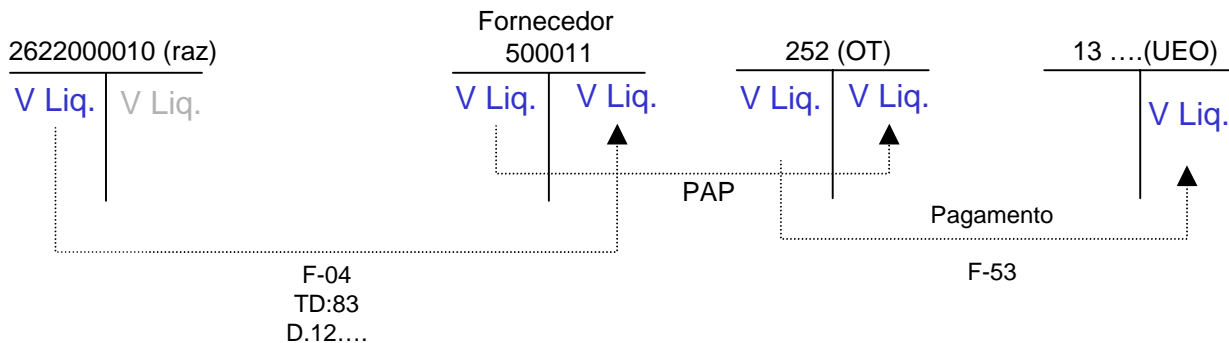 2622000010 (raz)
V Liq.
V Liq.
Fornecedor
500011
V Liq.
V Liq.
252 (OT)
V Liq.
V Liq.
13 ….(UEO)
V Liq.
PAP
Pagamento
F-04
TD:83
D.12….
F-53